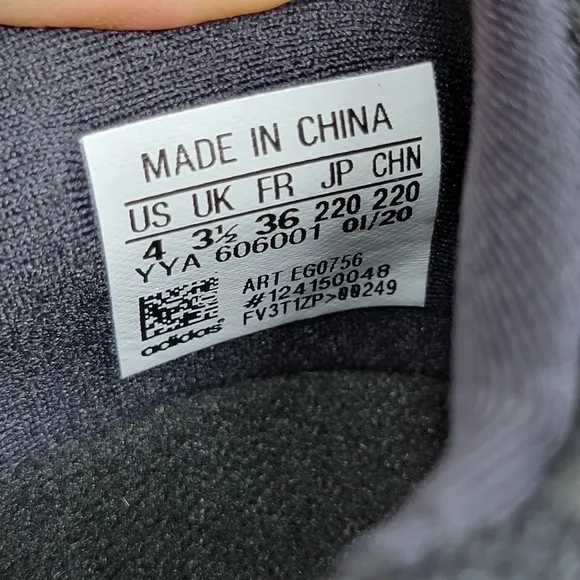 MADE IN CHINA
US UK FR JP CHN
4 3½ 36 220 220
YYA 606001 01/20
ART EG0756
#124150048
FV3T1ZP>00249
adidas